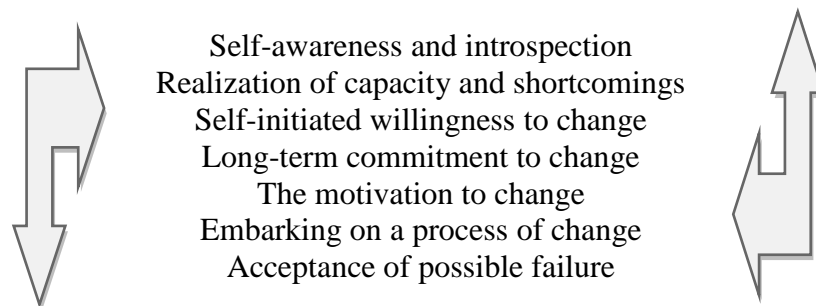 Self-awareness and introspection
Realization of capacity and shortcomings
Self-initiated willingness to change
Long-term commitment to change
The motivation to change
Embarking on a process of change
Acceptance of possible failure